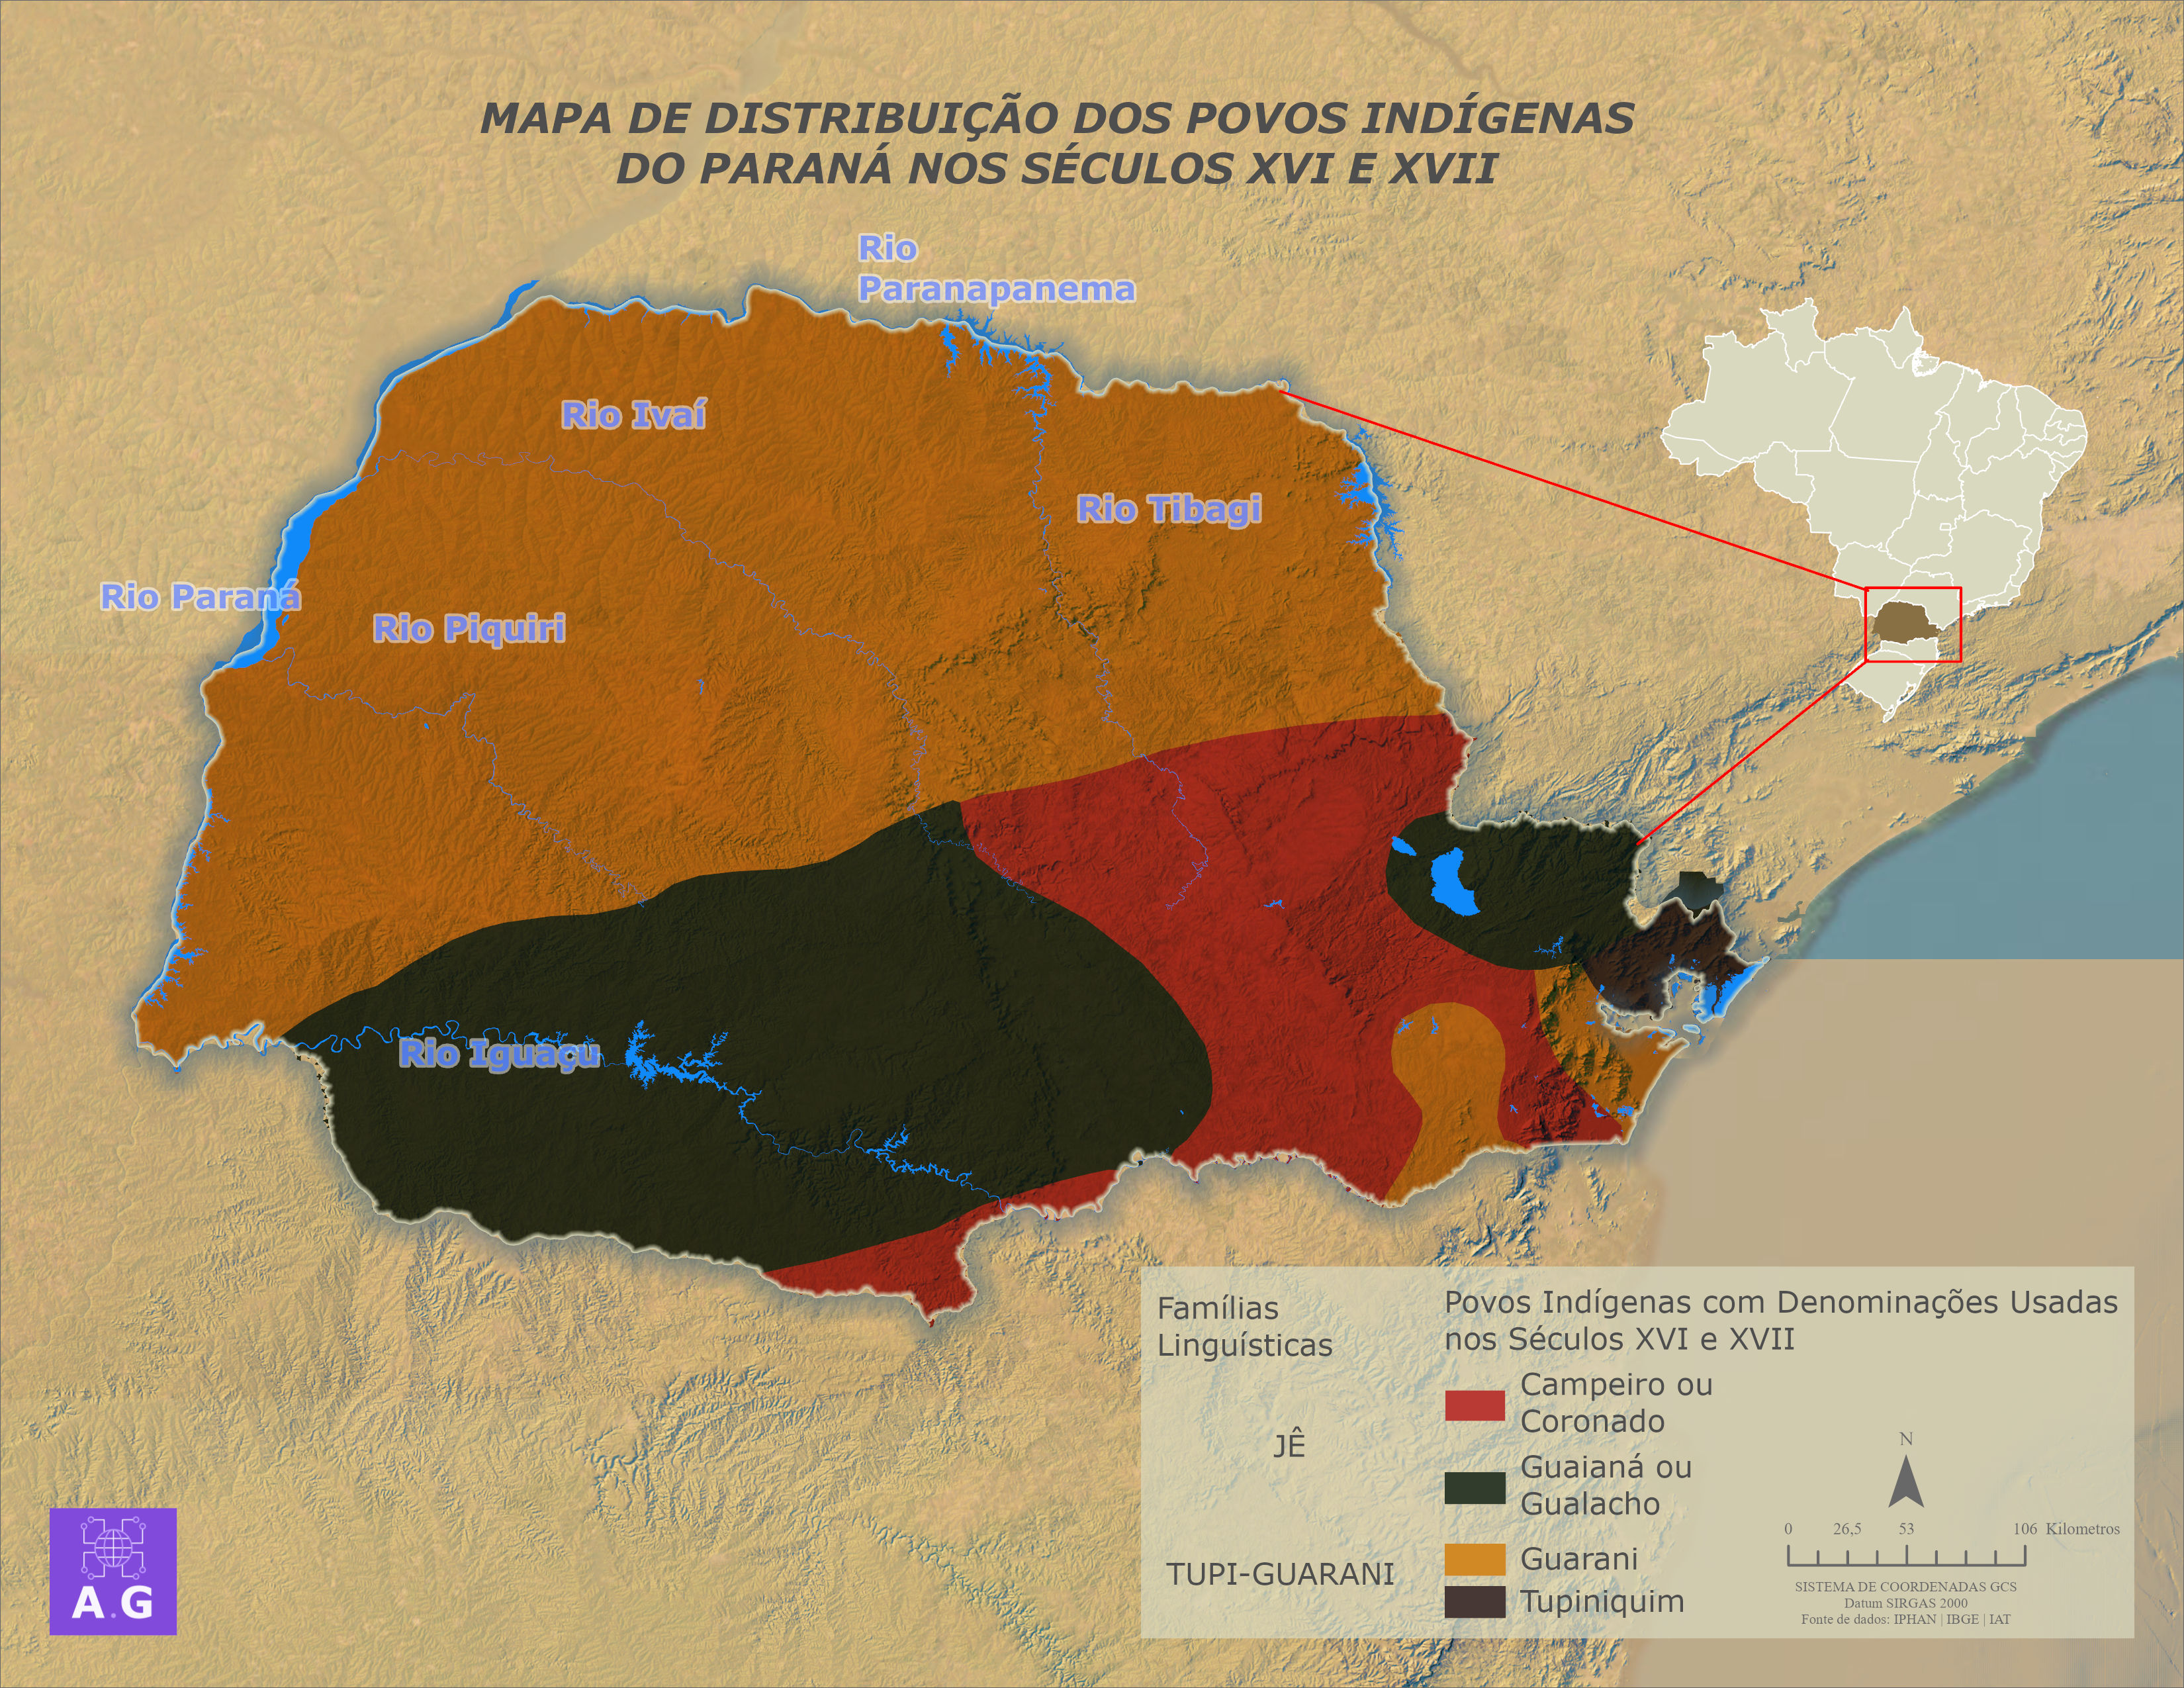 MAPA DE DISTRIBUIÇÃO DOS POVOS INDÍGENAS
DO PARANÁ NOS SÉCULOS XVI E XVII
Rio
Paranapanema
Rio Ivaí
Rio Tibagi
Rio Paraná
Rio Piquiri
Rio Iguaçu
Famílias
Linguísticas
Povos Indígenas com Denominações Usadas
nos Séculos XVI e XVII
JÊ
Campeiro ou
Coronado
Guaianá ou
Gualacho
TUPI-GUARANI
Guarani
Tupiniquim
N
0 26,5 53 106 Kilometros
SISTEMA DE COORDENADAS GCS
Datum SIRGAS 2000
Fonte de dados: IPHAN | IBGE | IAT
A.G